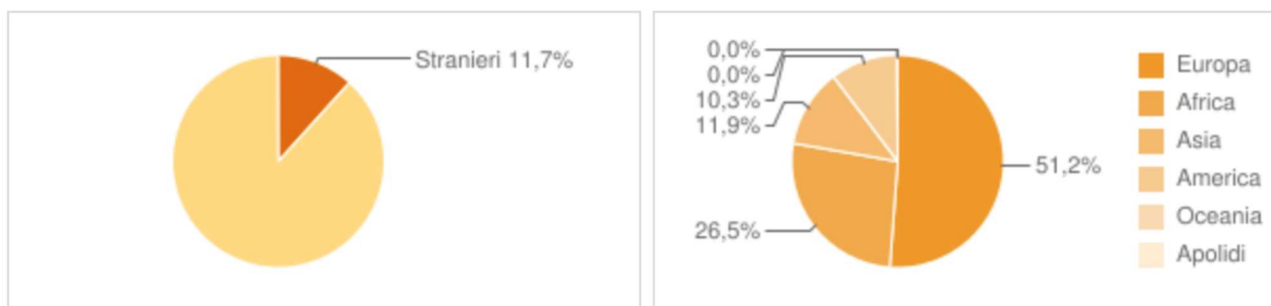 Stranieri 11,7%
0,0%
0,0%
10,3%
11,9%
26,5%
51,2%
Europa
Africa
Asia
America
Oceania
Apolidi